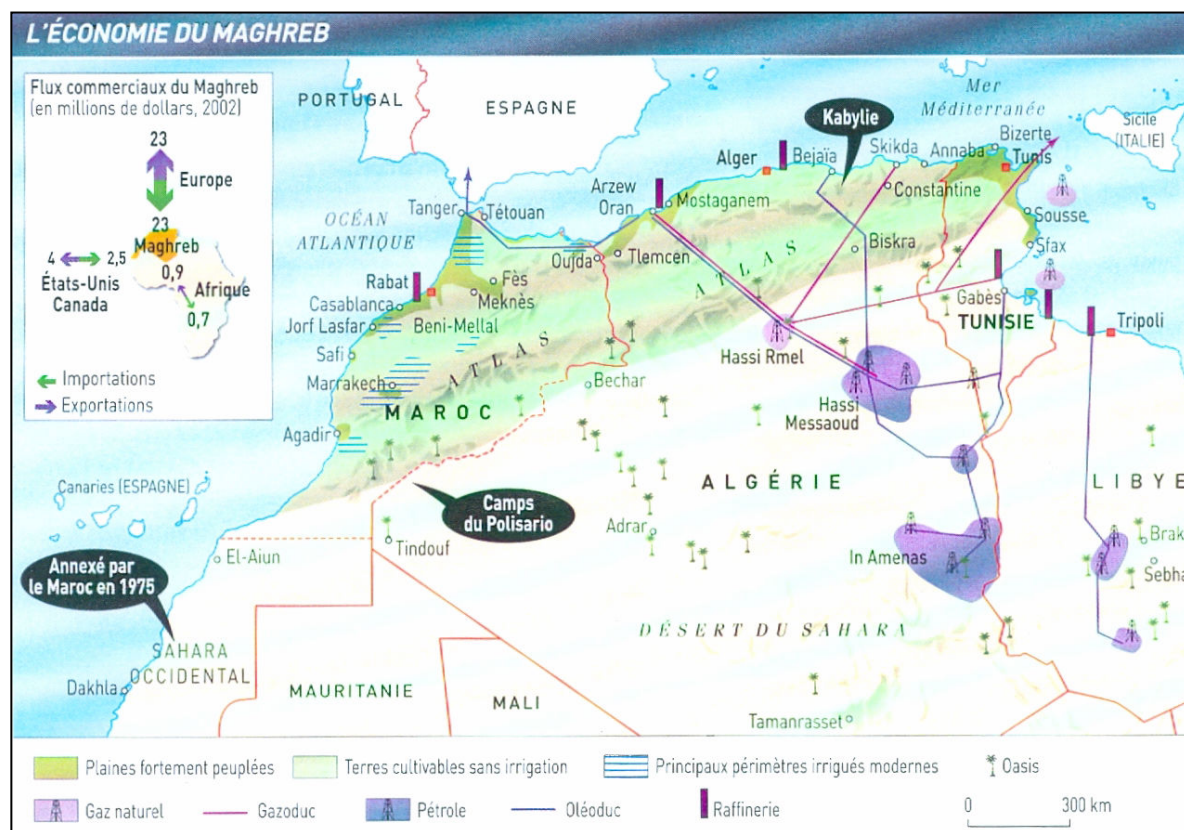 L'ÉCONOMIE DU MAGHREB
Flux commerciaux du Maghreb
(en millions de dollars, 2002)
23
Europe
23
Maghreb
4
2,5
États-Unis
Canada
0,9
Afrique
0,7
Importations
Exportations
PORTUGAL
ESPAGNE
Mer
Méditerranée
Sicile
(ITALIE)
Kabylie
OCÉAN
ATLANTIQUE
Tanger
Tétouan
Arzew
Oran
Mostaganem
Alger
Bejaïa
Skikda
Annaba
Bizerte
Tunis
Constantine
Sousse
Sfax
Biskra
Oujda
Tlemcen
Rabat
Fès
Meknès
Casablanca
Jorf Lasfar
Beni-Mellal
Safi
Marrakech
ATLAS
ATLAS
MAROC
Agadir
Bechar
Hassi Rmel
Hassi
Messaoud
Gabès
TUNISIE
Tripoli
ALGÉRIE
LIBYE
Canaries (ESPAGNE)
Camps
du Polisario
Adrar
Tindouf
El-Aiun
Annexé par
le Maroc en 1975
In Amenas
Brak
Sebha
SAHARA
OCCIDENTAL
DÉSERT DU SAHARA
Dakhla
MAURITANIE
MALI
Tamanrasset
Plaines fortement peuplées
Terres cultivables sans irrigation
Principaux périmètres irrigués modernes
Oasis
Gaz naturel
Gazoduc
Pétrole
Oléoduc
Raffinerie
0
300 km